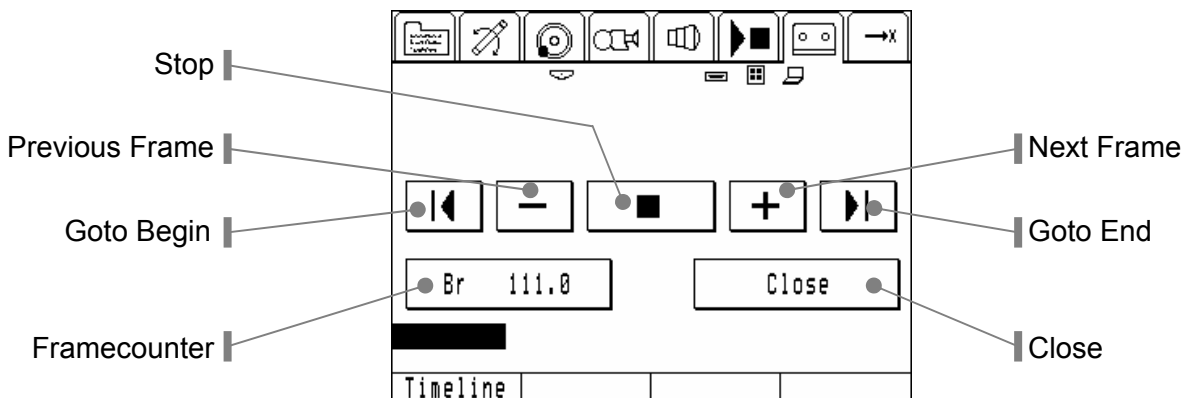 →X
Stop
Previous Frame
Next Frame
Goto Begin
Goto End
Br 111.0
Close
Framecounter
Close
Timeline